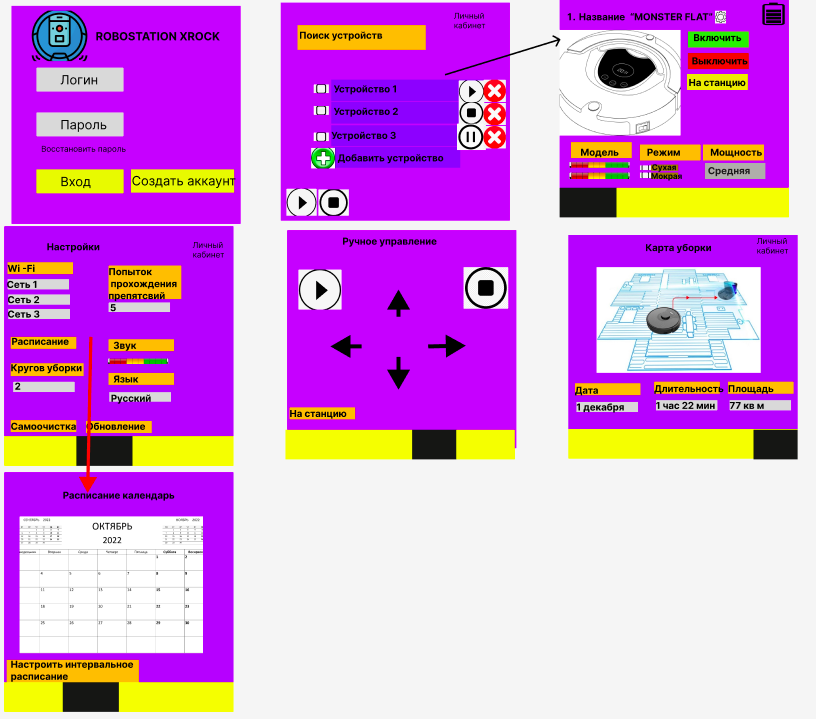 ROBOSTATION XROCK
Логин
Пароль
Восстановить пароль
Вход
Создать аккаунт
Личный
кабинет
Поиск устройств
Устройство 1
Устройство 2
Устройство 3
Добавить устройство
1. Название "MONSTER FLAT"
Включить
Выключить
На станцию
Модель
Режим
Мощность
Сухая
Мокрая
Средняя
Настройки
Личный
кабинет
Wi -Fi
Сеть 1
Сеть 2
Сеть 3
Попыток
прохождения
препятсвий
5
Расписание
Звук
Кругов уборки
2
Язык
Русский
Самоочистка
Обновление
Ручное управление
На станцию
Карта уборки
Личный
кабинет
Дата
Длительность
Площадь
1 декабря
1 час 22 мин
77 кв м
Расписание календарь
ОКТЯБРЬ
2022
1 2
4 5 6 7 8 9
11 12 13 14 15 16
18 19 20 21 22 23
25 26 27 28 29 30
Настроить интервальное
расписание